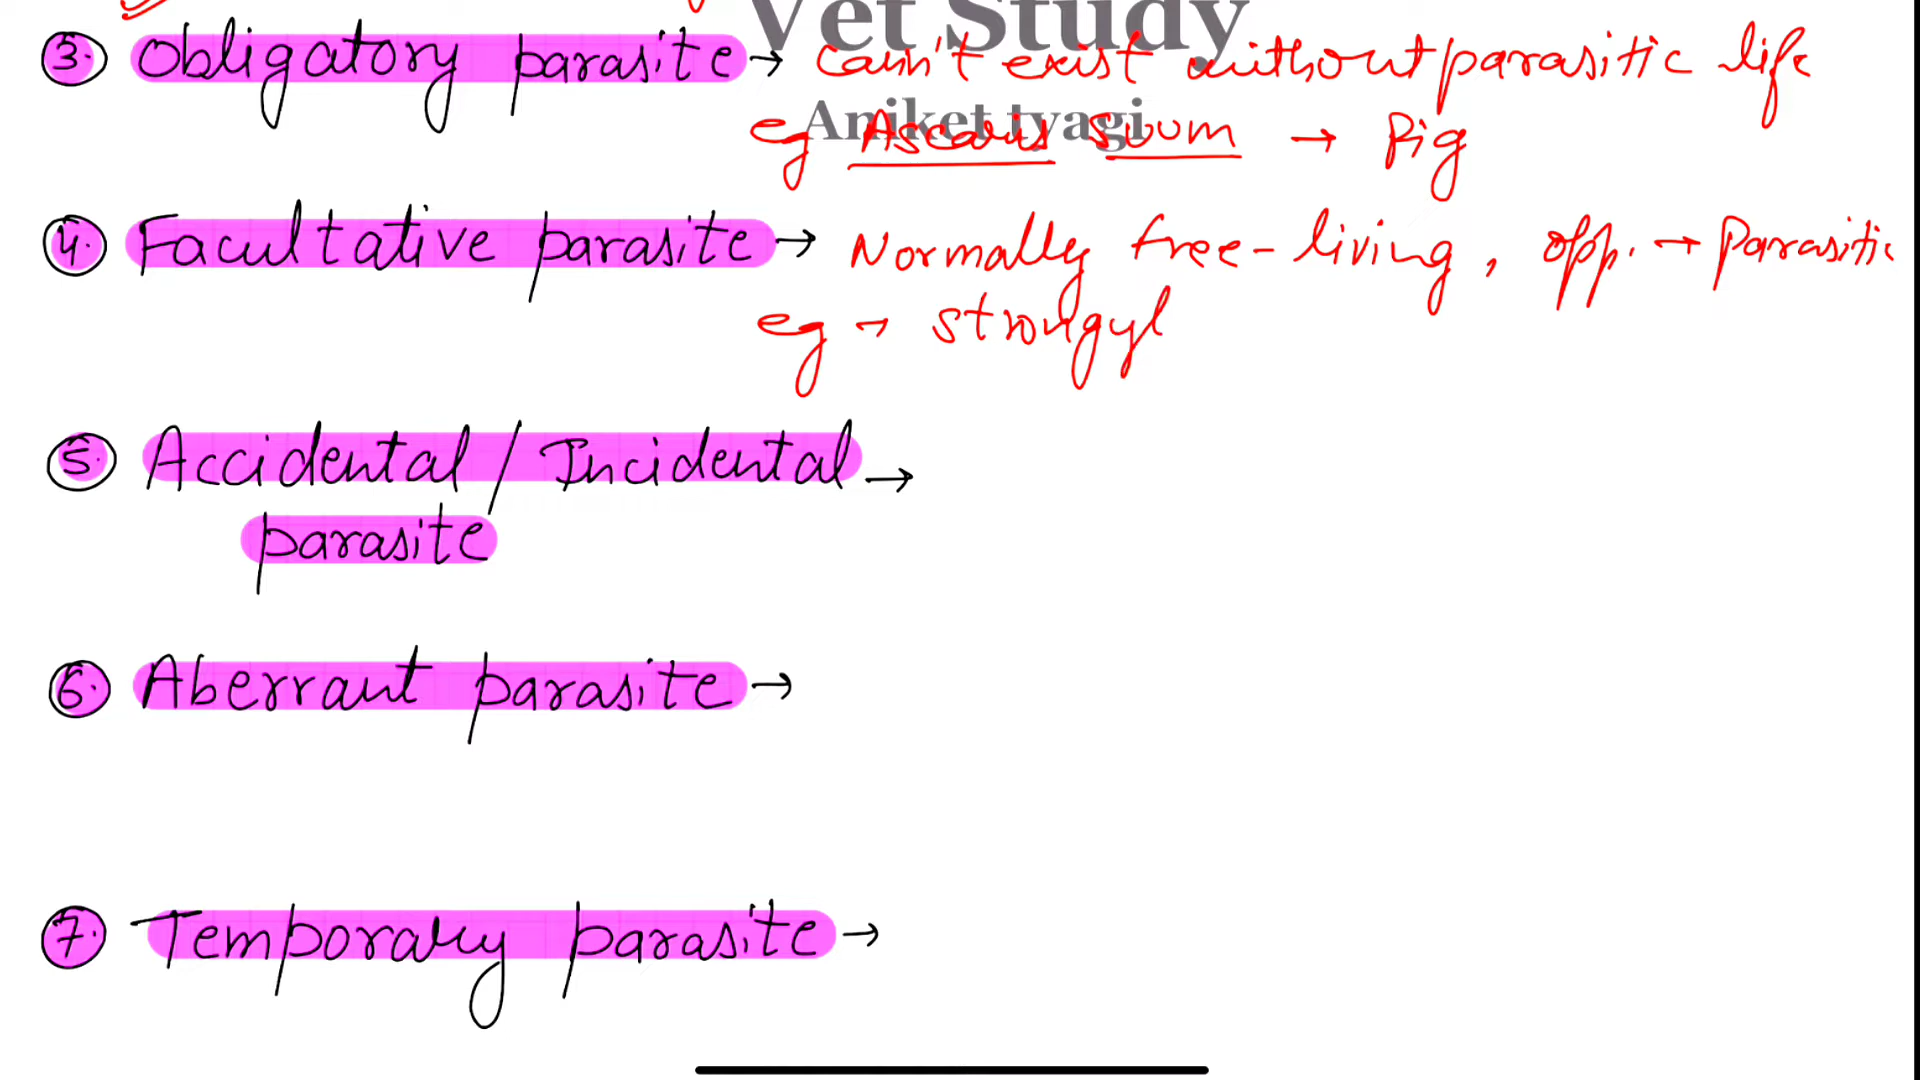 Vet Study
3. Obligatory parasite → can't exist without parasitic life
Aniket tyagi
eg Ascaris suum → Pig
4. Facultative parasite → Normally free-living, opp. → Parasitic
eg → strongyl
5. Accidental / Incidental →
parasite
6. Aberrant parasite →
7. Temporary parasite →